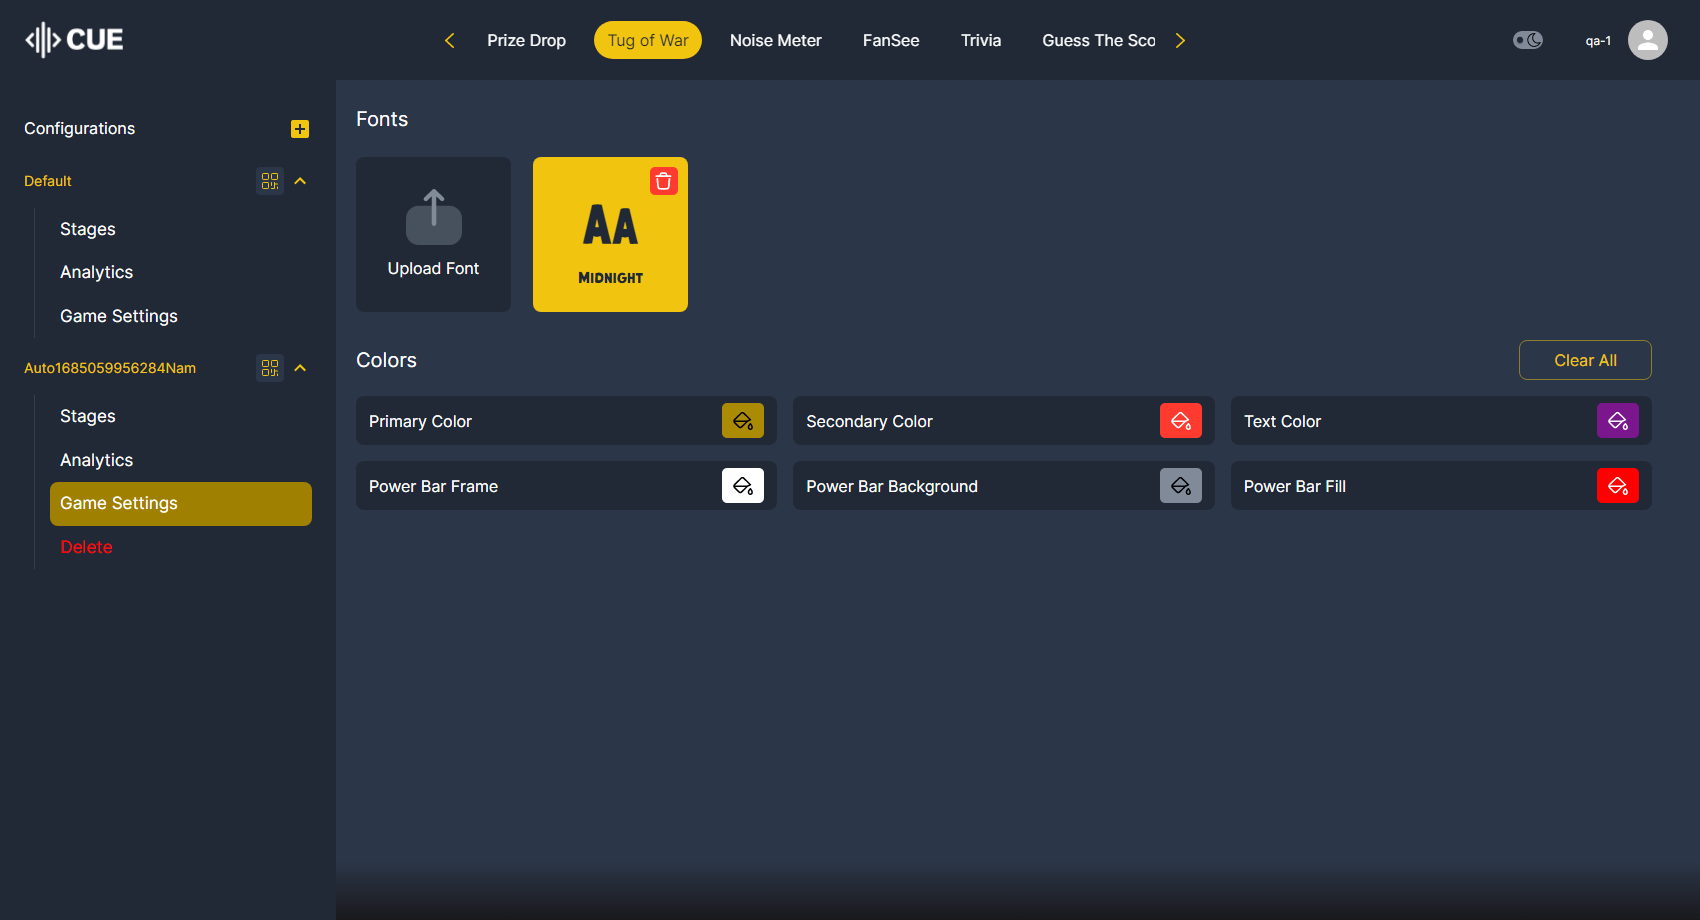 CUE
Prize Drop
Tug of War
Noise Meter
FanSee
Trivia
Guess The Sco
qa-1
Configurations
Default
Stages
Analytics
Game Settings
Auto1685059956284Nam
Stages
Analytics
Game Settings
Delete
Fonts
Upload Font
AA
MIDNIGHT
Colors
Clear All
Primary Color
Secondary Color
Text Color
Power Bar Frame
Power Bar Background
Power Bar Fill